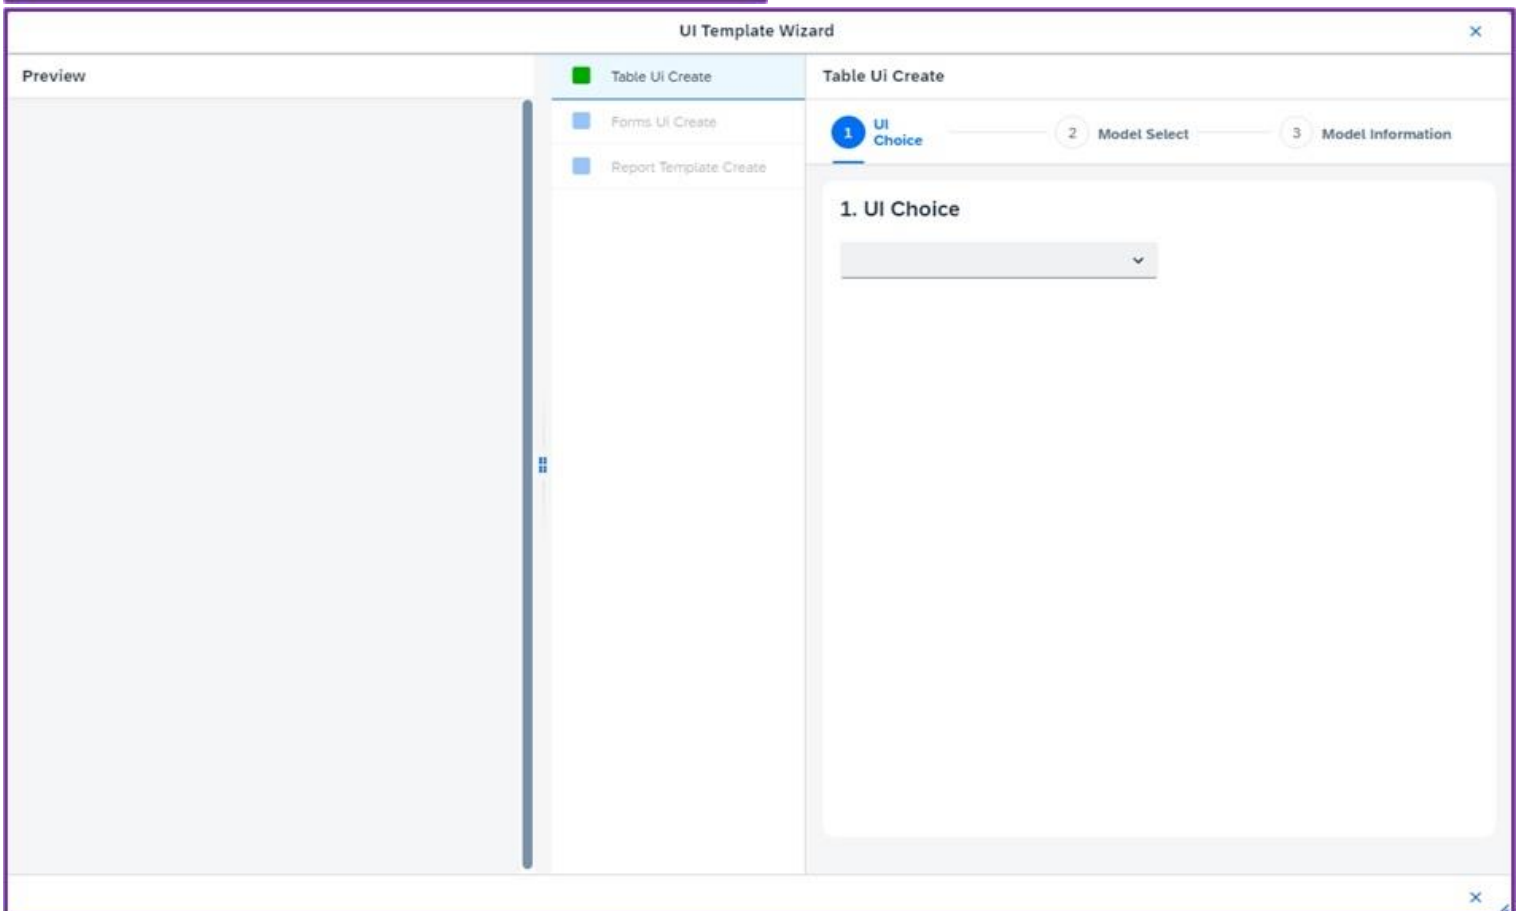 UI Template Wizard
Preview
Table Ui Create
Forms Ui Create
Report Template Create
Table Ui Create
1 UI Choice
2 Model Select
3 Model Information
1. UI Choice